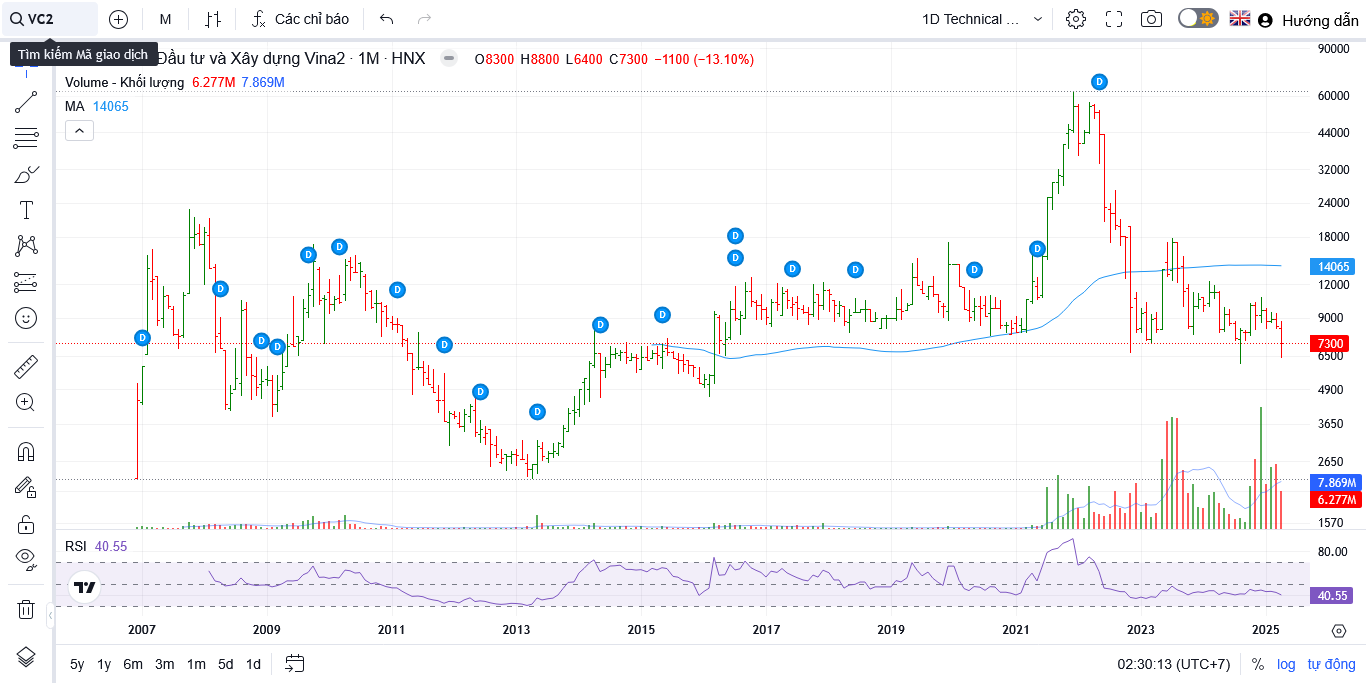 VC2
M
Các chỉ báo
1D Technical ...
Hướng dẫn
Tìm kiếm Mã giao dịch
Đầu tư và Xây dựng Vina2 · 1M · HNX
O8300 H8800 L6400 C7300 −1100 (−13.10%)
Volume - Khối lượng 6.277M 7.869M
MA 14065
90000
60000
44000
32000
24000
18000
14065
12000
9000
7300
6500
4900
3650
2650
7.869M
6.277M
1570
D D D D D D D D D D D D D D D D D D D
RSI 40.55
80.00
40.55
2007 2009 2011 2013 2015 2017 2019 2021 2023 2025
5y 1y 6m 3m 1m 5d 1d
02:30:13 (UTC+7)
% log tự động